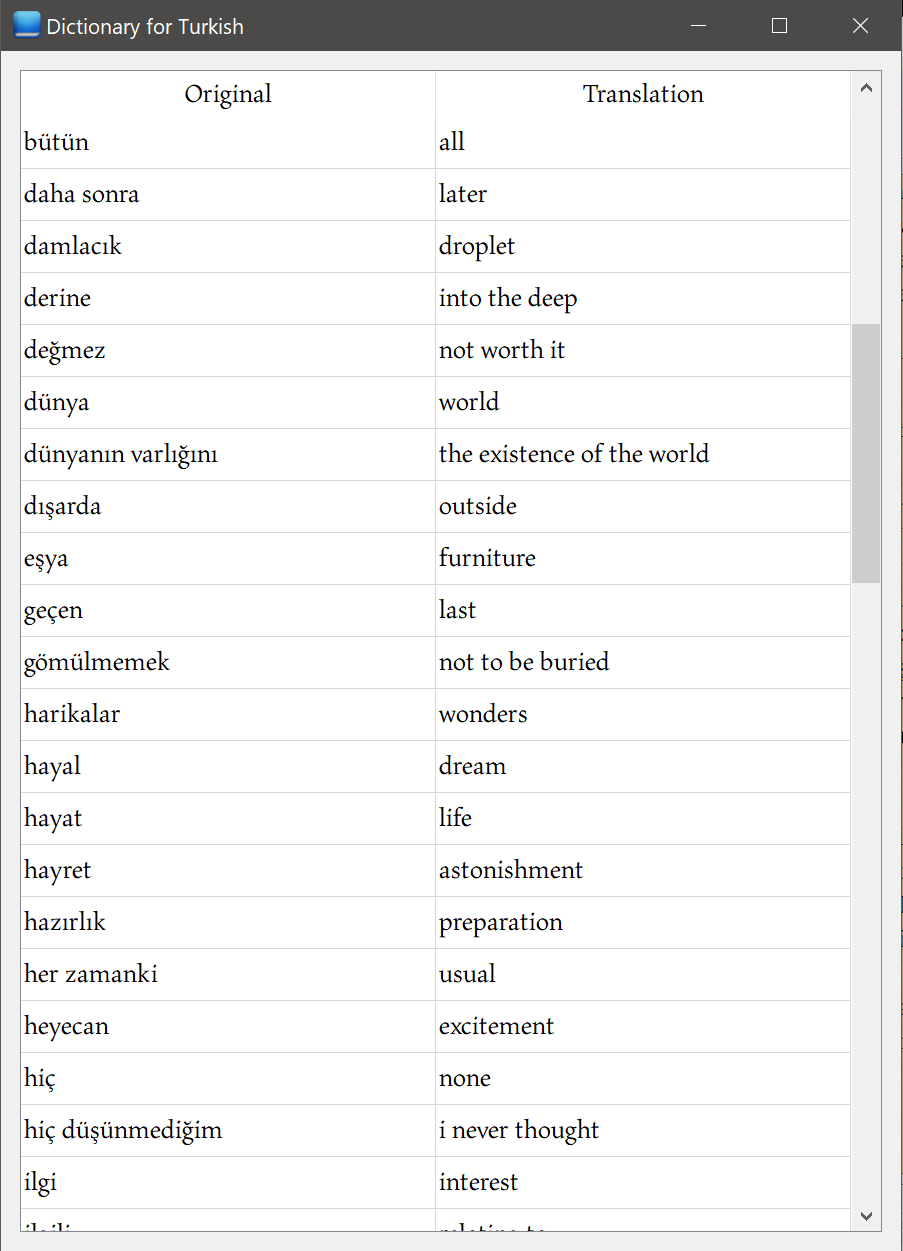 Dictionary for Turkish
Original Translation
bütün all
daha sonra later
damlacık droplet
derine into the deep
değmez not worth it
dünya world
dünyanın varlığını the existence of the world
dışarda outside
eşya furniture
geçen last
gömülmemek not to be buried
harikalar wonders
hayal dream
hayat life
hayret astonishment
hazırlık preparation
her zamanki usual
heyecan excitement
hiç none
hiç düşünmediğim i never thought
ilgi interest